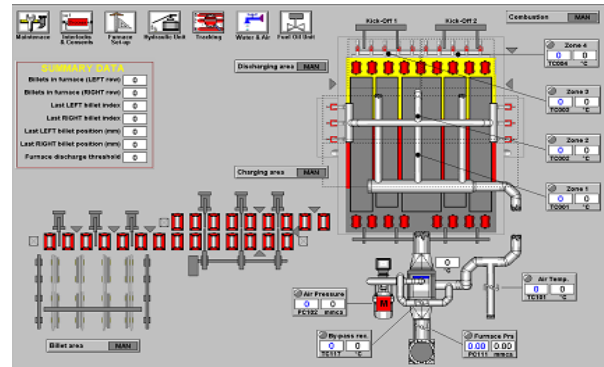 Kick-Off 1
Kick-Off 2
Combustion MAN
Maintenace
Interlocks & Consents
Furnace Set-up
Hydraulic Unit
Tracking
Water & Air
Fuel Oil Unit
Zone 4
0 0
TC004 °C
SUMMARY DATA
Billets in furnace (LEFT row) 0
Billets in furnace (RIGHT row) 0
Last LEFT billet index 0
Last RIGHT billet index 0
Last LEFT billet position (mm) 0
Last RIGHT billet position (mm) 0
Furnace discharge threshold 0
Discharging area MAN
Zone 3
0 0
TC003 °C
Zone 2
0 0
TC002 °C
Charging area MAN
Zone 1
0 0
TC001 °C
0
°C
Air Temp.
0 0
TC101 °C
Air Pressure
0 0
PC102 mmca
M
By-pass rec.
0 0
TC117 °C
Furnace Prs
0.00 0.00
PC111 mmca
Billet area MAN